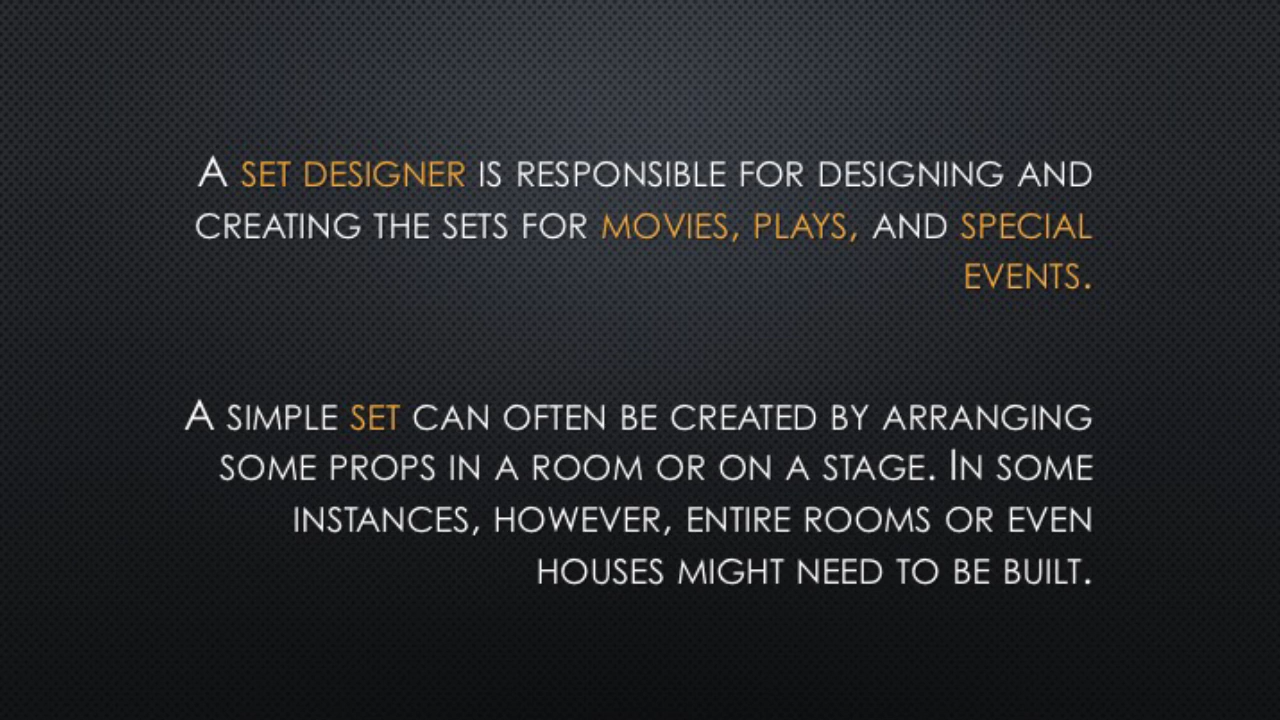 A SET DESIGNER IS RESPONSIBLE FOR DESIGNING AND
CREATING THE SETS FOR MOVIES, PLAYS, AND SPECIAL
EVENTS.
A SIMPLE SET CAN OFTEN BE CREATED BY ARRANGING
SOME PROPS IN A ROOM OR ON A STAGE. IN SOME
INSTANCES, HOWEVER, ENTIRE ROOMS OR EVEN
HOUSES MIGHT NEED TO BE BUILT.